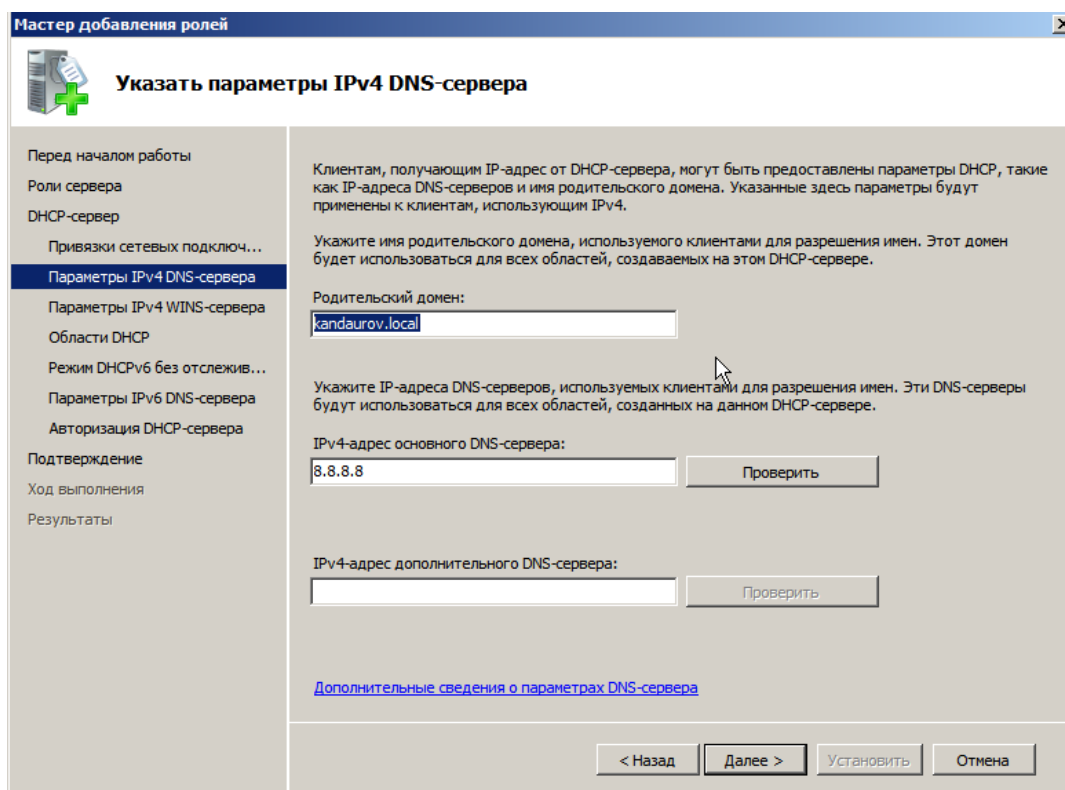 Мастер добавления ролей
Указать параметры IPv4 DNS-сервера
Перед началом работы
Роли сервера
DHCP-сервер
Привязки сетевых подключ...
Параметры IPv4 DNS-сервера
Параметры IPv4 WINS-сервера
Области DHCP
Режим DHCPv6 без отслежив...
Параметры IPv6 DNS-сервера
Авторизация DHCP-сервера
Подтверждение
Ход выполнения
Результаты
Клиентам, получающим IP-адрес от DHCP-сервера, могут быть предоставлены параметры DHCP, такие
как IP-адреса DNS-серверов и имя родительского домена. Указанные здесь параметры будут
применены к клиентам, использующим IPv4.
Укажите имя родительского домена, используемого клиентами для разрешения имен. Этот домен
будет использоваться для всех областей, создаваемых на этом DHCP-сервере.
Родительский домен:
kandaurov.local
Укажите IP-адреса DNS-серверов, используемых клиентами для разрешения имен. Эти DNS-серверы
будут использоваться для всех областей, созданных на данном DHCP-сервере.
IPv4-адрес основного DNS-сервера:
8.8.8.8 Проверить
IPv4-адрес дополнительного DNS-сервера:
Проверить
Дополнительные сведения о параметрах DNS-сервера
< Назад Далее > Установить Отмена